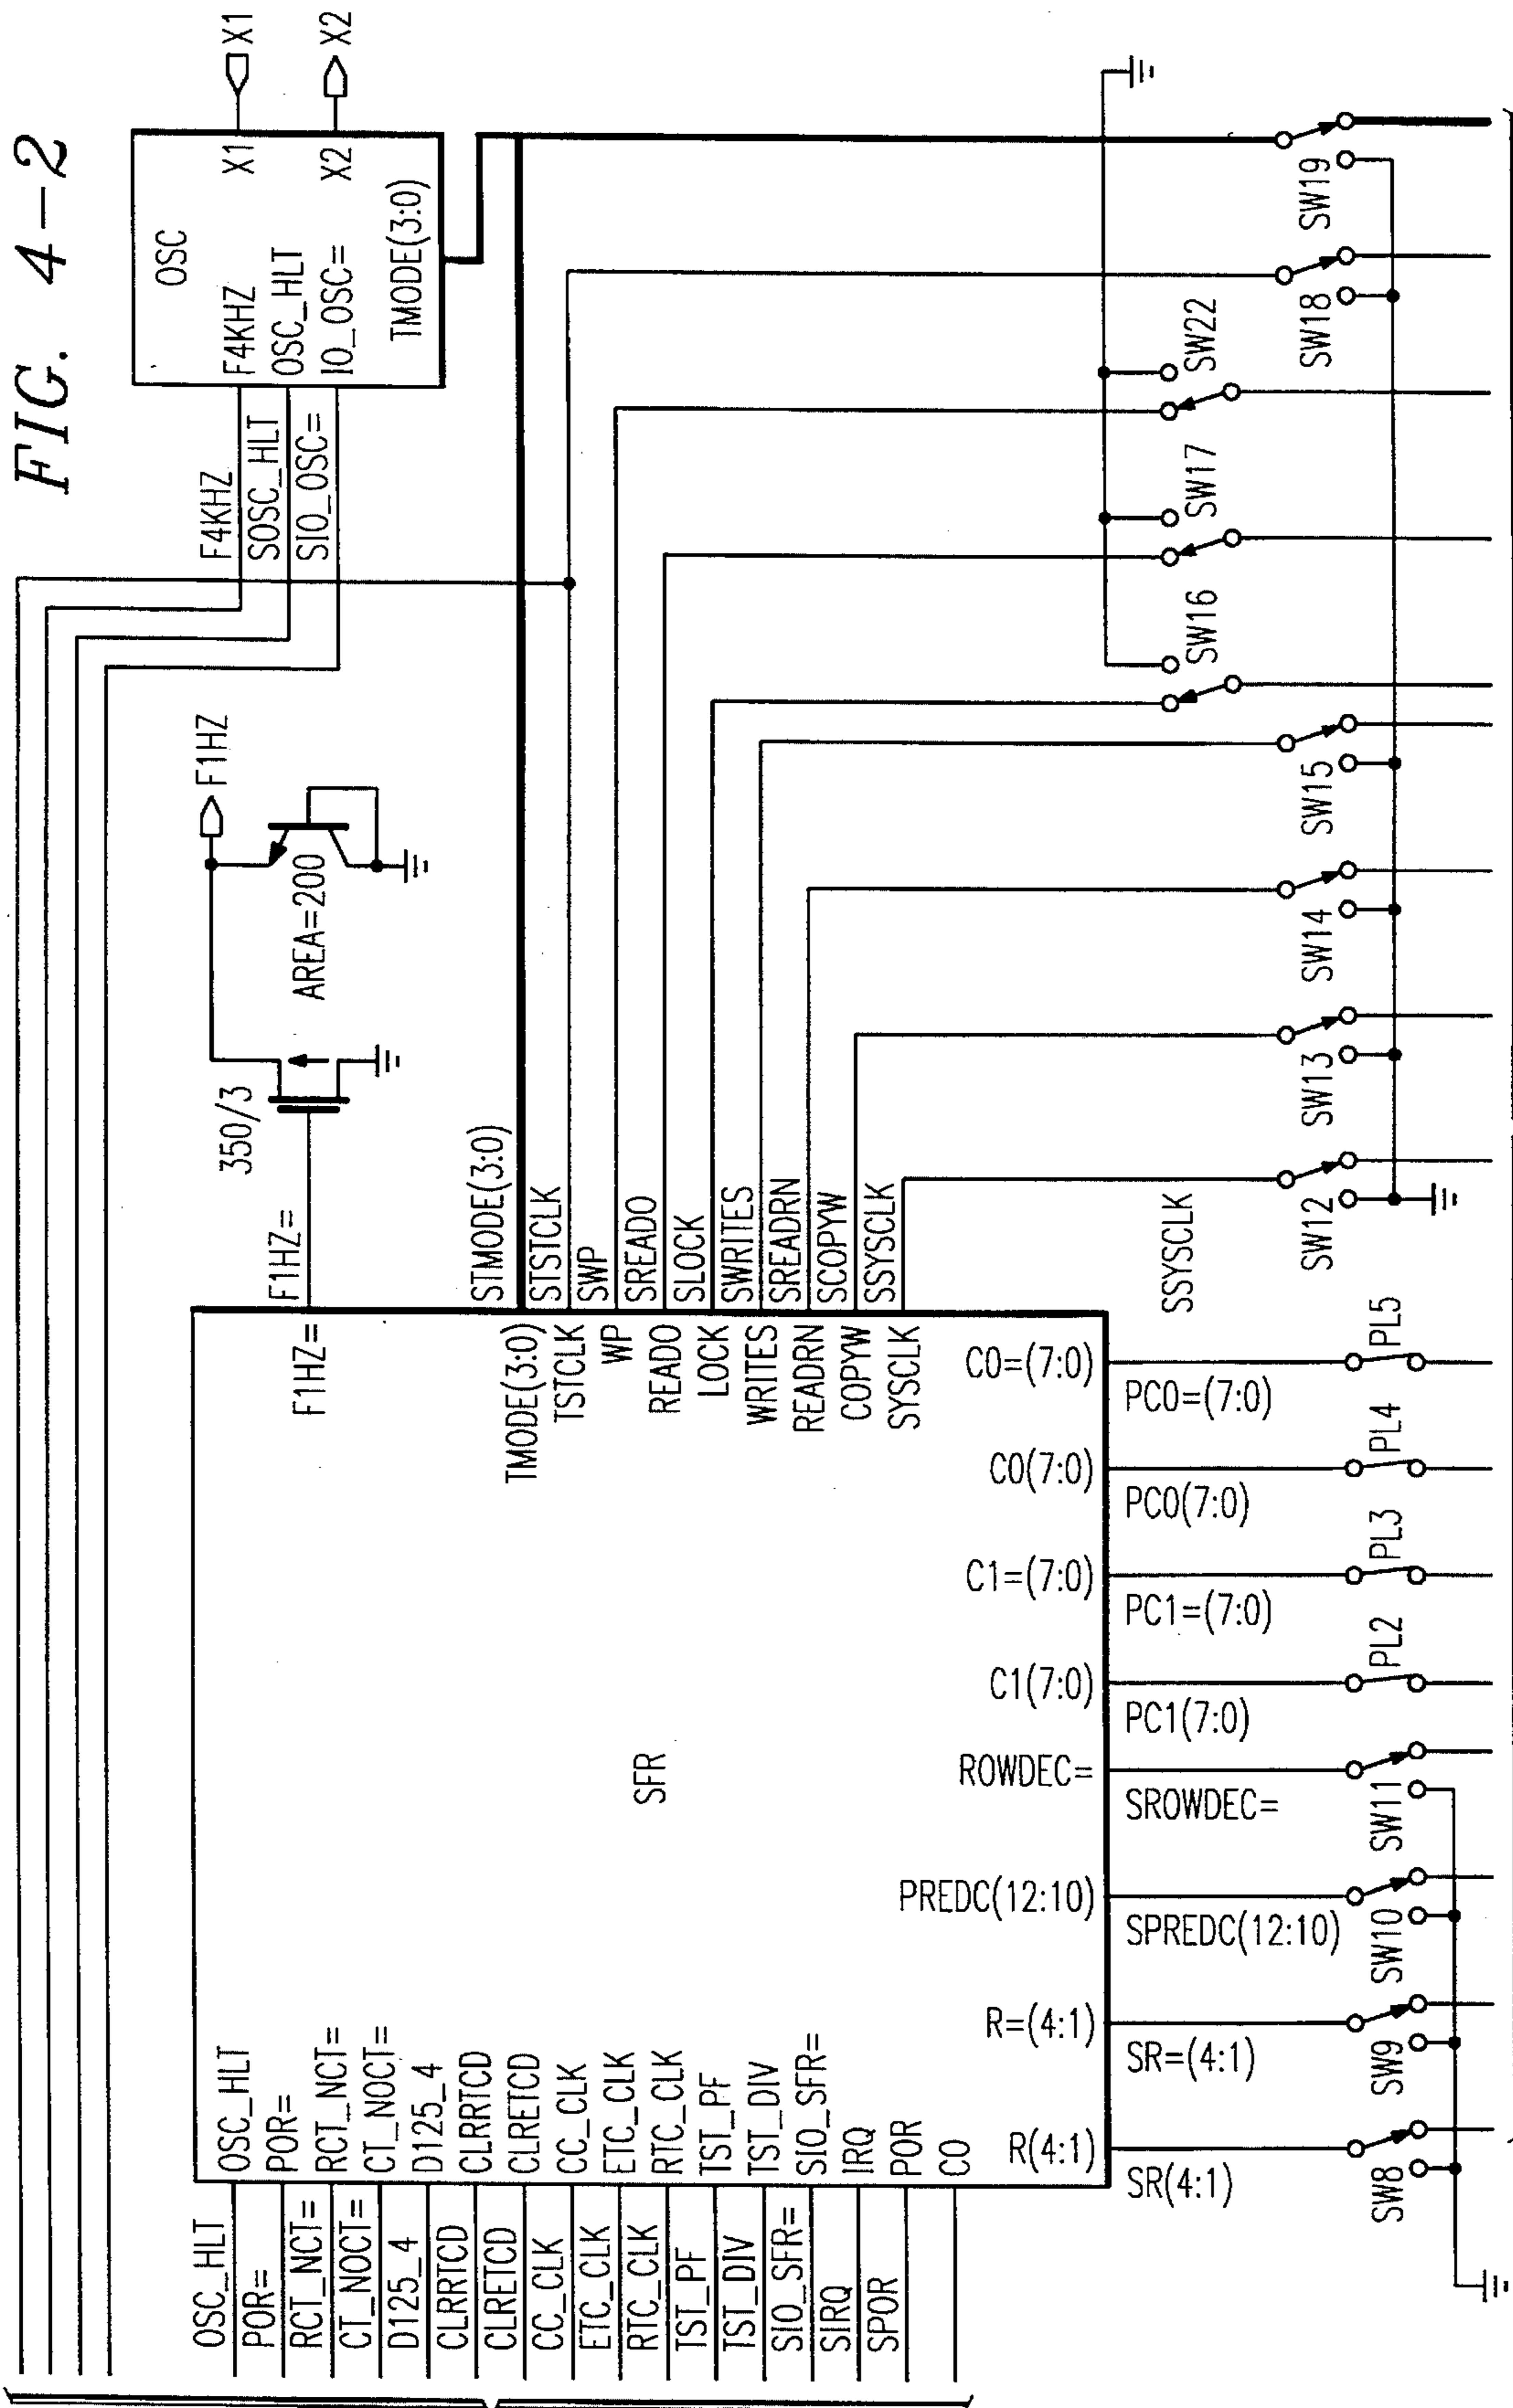 FIG. 4-2
OSC
F4KHZ
OSC_HLT
IO_OSC=
X1
X2
TMODE(3:0)
X1
X2
F4KHZ
SOSC_HLT
SIO_OSC=
F1HZ
AREA=200
350/3
F1HZ=
F1HZ=
STMODE(3:0)
STSTCLK
SWP
SREADO
SLOCK
SWRITES
SREADRN
SCOPYW
SSYSCLK
TMODE(3:0)
TSTCLK
WP
READO
LOCK
WRITES
READRN
COPYW
SYSCLK
SSYSCLK
SW12
SW13
SW14
SW15
SW16
SW17
SW22
SW18
SW19
SFR
OSC_HLT
POR=
RCT_NCT=
CT_NOCT=
D125_4
CLRRTCD
CLRETCD
CC_CLK
ETC_CLK
RTC_CLK
TST_PF
TST_DIV
SIO_SFR=
SIRQ
SPOR
OSC_HLT
POR=
RCT_NCT=
CT_NOCT=
D125_4
CLRRTCD
CLRETCD
CC_CLK
ETC_CLK
RTC_CLK
TST_PF
TST_DIV
SIO_SFR=
IRQ
POR
CO
R(4:1)
R=(4:1)
PREDC(12:10)
ROWDEC=
C1(7:0)
C1=(7:0)
C0(7:0)
C0=(7:0)
SR(4:1)
SR=(4:1)
SPREDC(12:10)
SROWDEC=
PC1(7:0)
PC1=(7:0)
PC0(7:0)
PC0=(7:0)
SW8
SW9
SW10
SW11
PL2
PL3
PL4
PL5